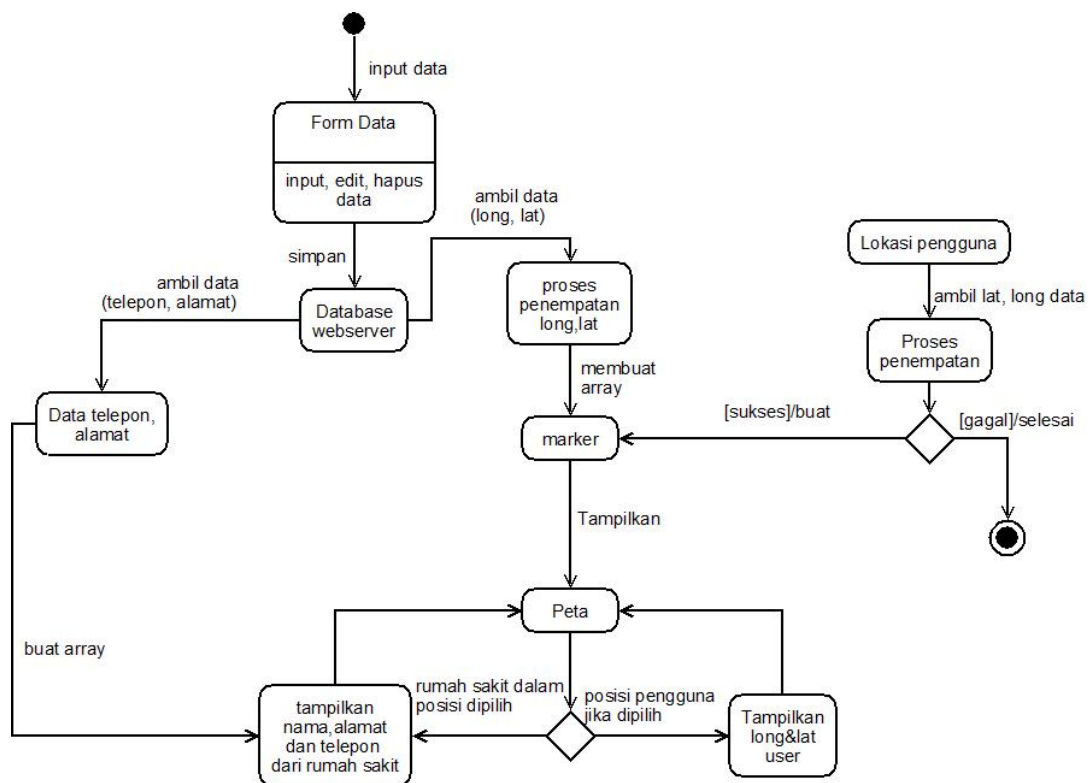 input data
Form Data
input, edit, hapus
data
simpan
ambil data
(long, lat)
ambil data
(telepon, alamat)
Database
webserver
proses
penempatan
long,lat
Lokasi pengguna
ambil lat, long data
Proses
penempatan
Data telepon,
alamat
membuat
array
[sukses]/buat
[gagal]/selesai
marker
Tampilkan
Peta
buat array
rumah sakit dalam
posisi dipilih
posisi pengguna
jika dipilih
tampilkan
nama,alamat
dan telepon
dari rumah sakit
Tampilkan
long&lat
user